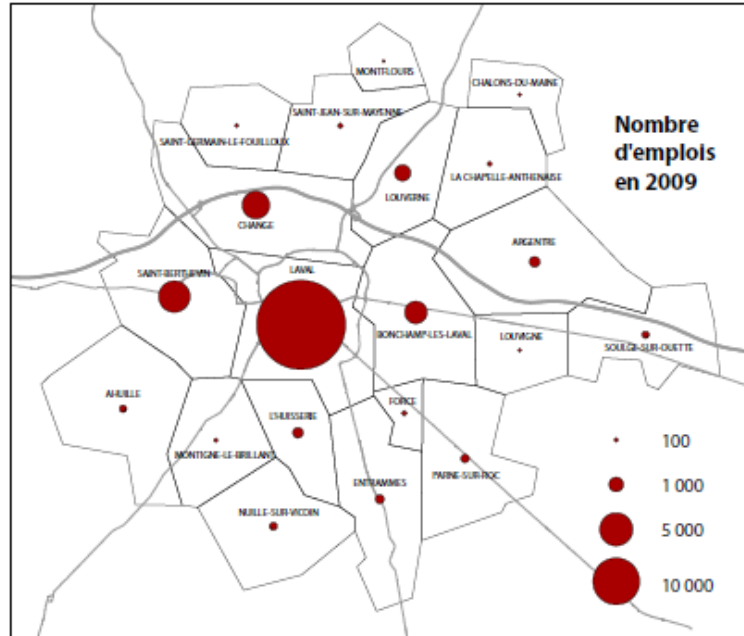 MONTFLOURS
CHALONS-DU-MAINE
SAINT-JEAN-SUR-MAYENNE
SAINT-GERMAIN-LE-FOUILLOUX
Nombre
d'emplois
en 2009
LA CHAPELLE-ANTHENAISE
LOUVERNE
CHANGE
ARGENTRE
LAVAL
SAINT-BERTHEVIN
BONCHAMP-LES-LAVAL
LOUVIGNE
SOULGE-SUR-OUETTE
AHUILLE
FORCE
L'HUISSERIE
MONTIGNE-LE-BRILLANT
100
PARNE-SUR-ROC
ENTRAMMES
1 000
NUILLE-SUR-VICOIN
5 000
10 000